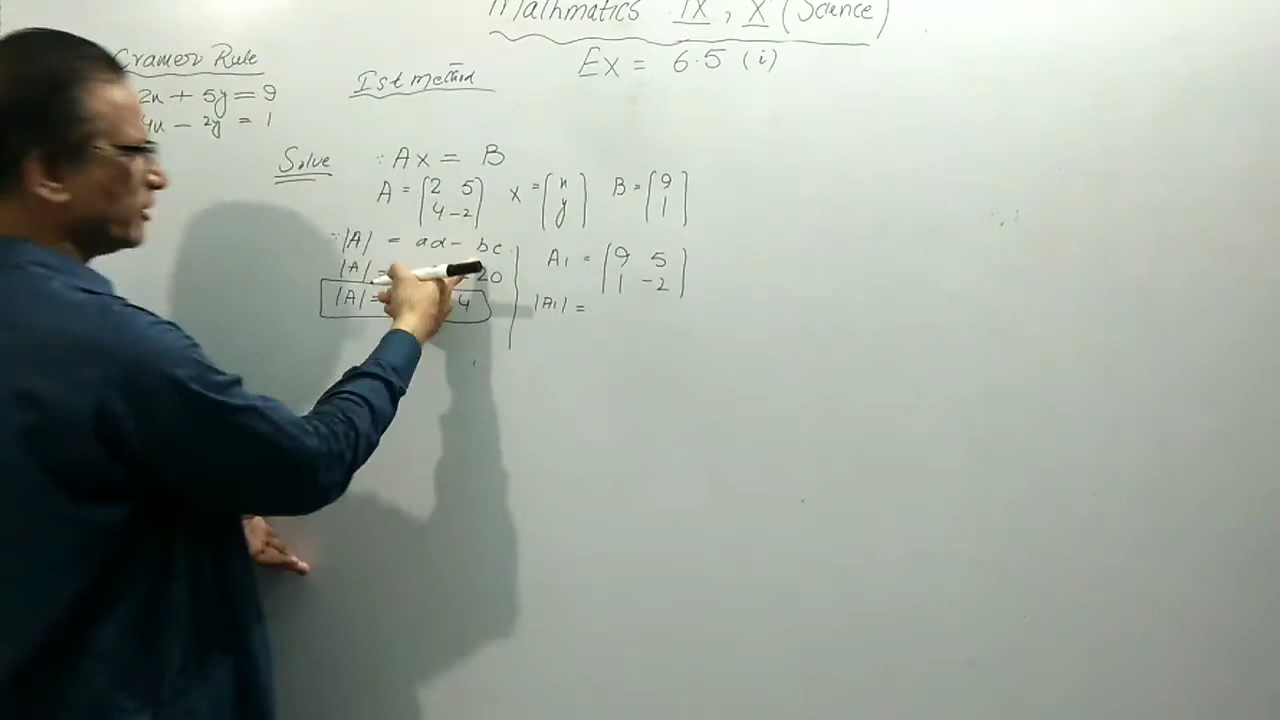 Mathmatics IX, X (Science)
Ex = 6.5 (i)
Cramer Rule
2x + 5y = 9
4x - 2y = 1
Ist method
Solve
∵ AX = B
A = [2 5 4 -2] X = [x y] B = [9 1]
∵ |A| = ad - bc
|A| = - 20
|A| = 4
A1 = [9 5 1 -2]
|A1| =